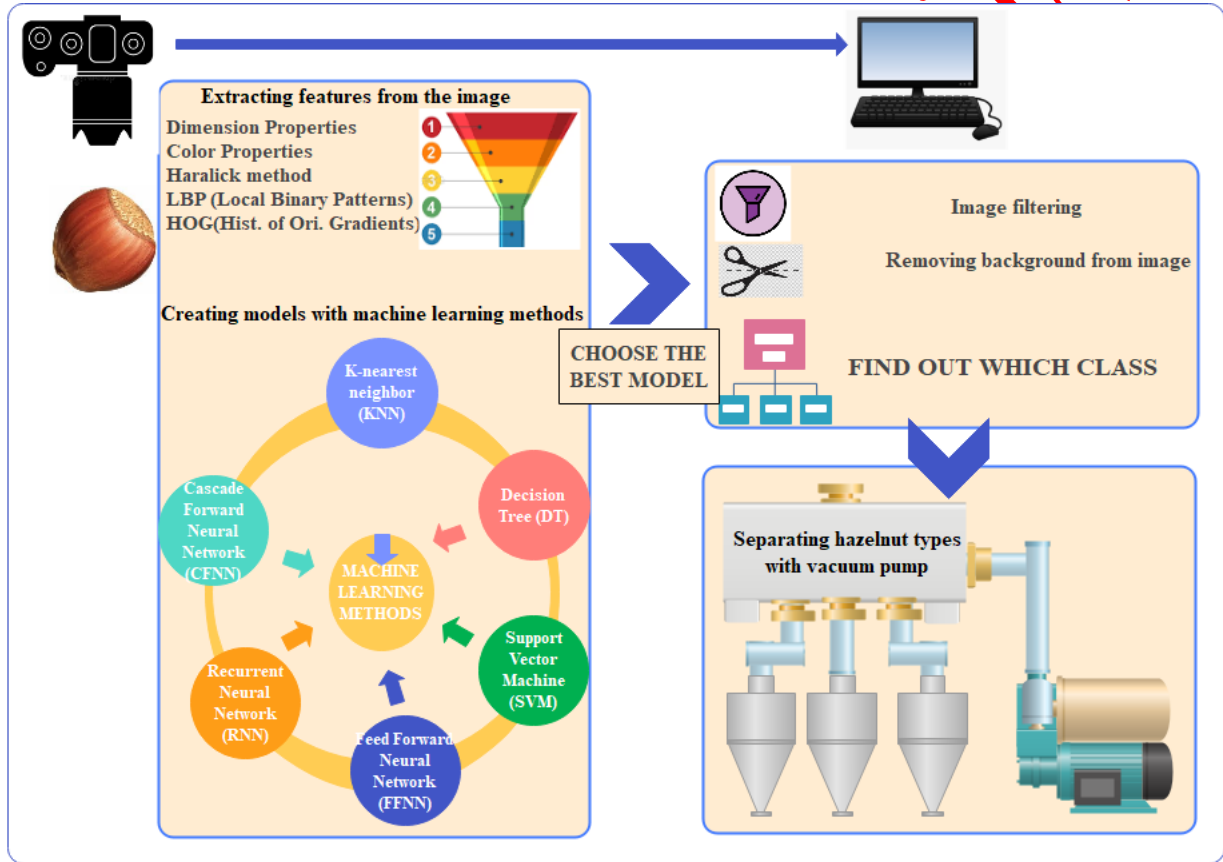 Extracting features from the image
Dimension Properties
Color Properties
Haralick method
LBP (Local Binary Patterns)
HOG(Hist. of Ori. Gradients)
1
2
3
4
5
Creating models with machine learning methods
K-nearest
neighbor
(KNN)
Decision
Tree (DT)
Support
Vector
Machine
(SVM)
Feed Forward
Neural
Network
(FFNN)
Recurrent
Neural
Network
(RNN)
Cascade
Forward
Neural
Network
(CFNN)
MACHINE
LEARNING
METHODS
CHOOSE THE
BEST MODEL
Image filtering
Removing background from image
FIND OUT WHICH CLASS
Separating hazelnut types
with vacuum pump